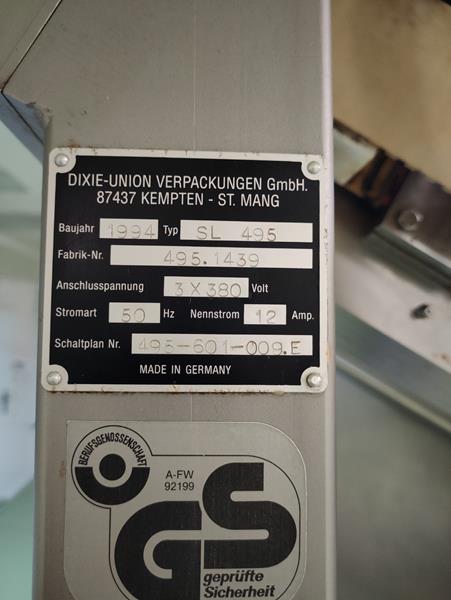 DIXIE-UNION VERPACKUNGEN GmbH.
87437 KEMPTEN - ST. MANG
Baujahr 1994 Typ SL 495
Fabrik-Nr. 495.1439
Anschlusspannung 3X380 Volt
Stromart 50 Hz Nennstrom 12 Amp.
Schaltplan Nr. 495-601-009.E
MADE IN GERMANY
BERUFSGENOSSENSCHAFT
A-FW
92199
GS
geprüfte
Sicherheit